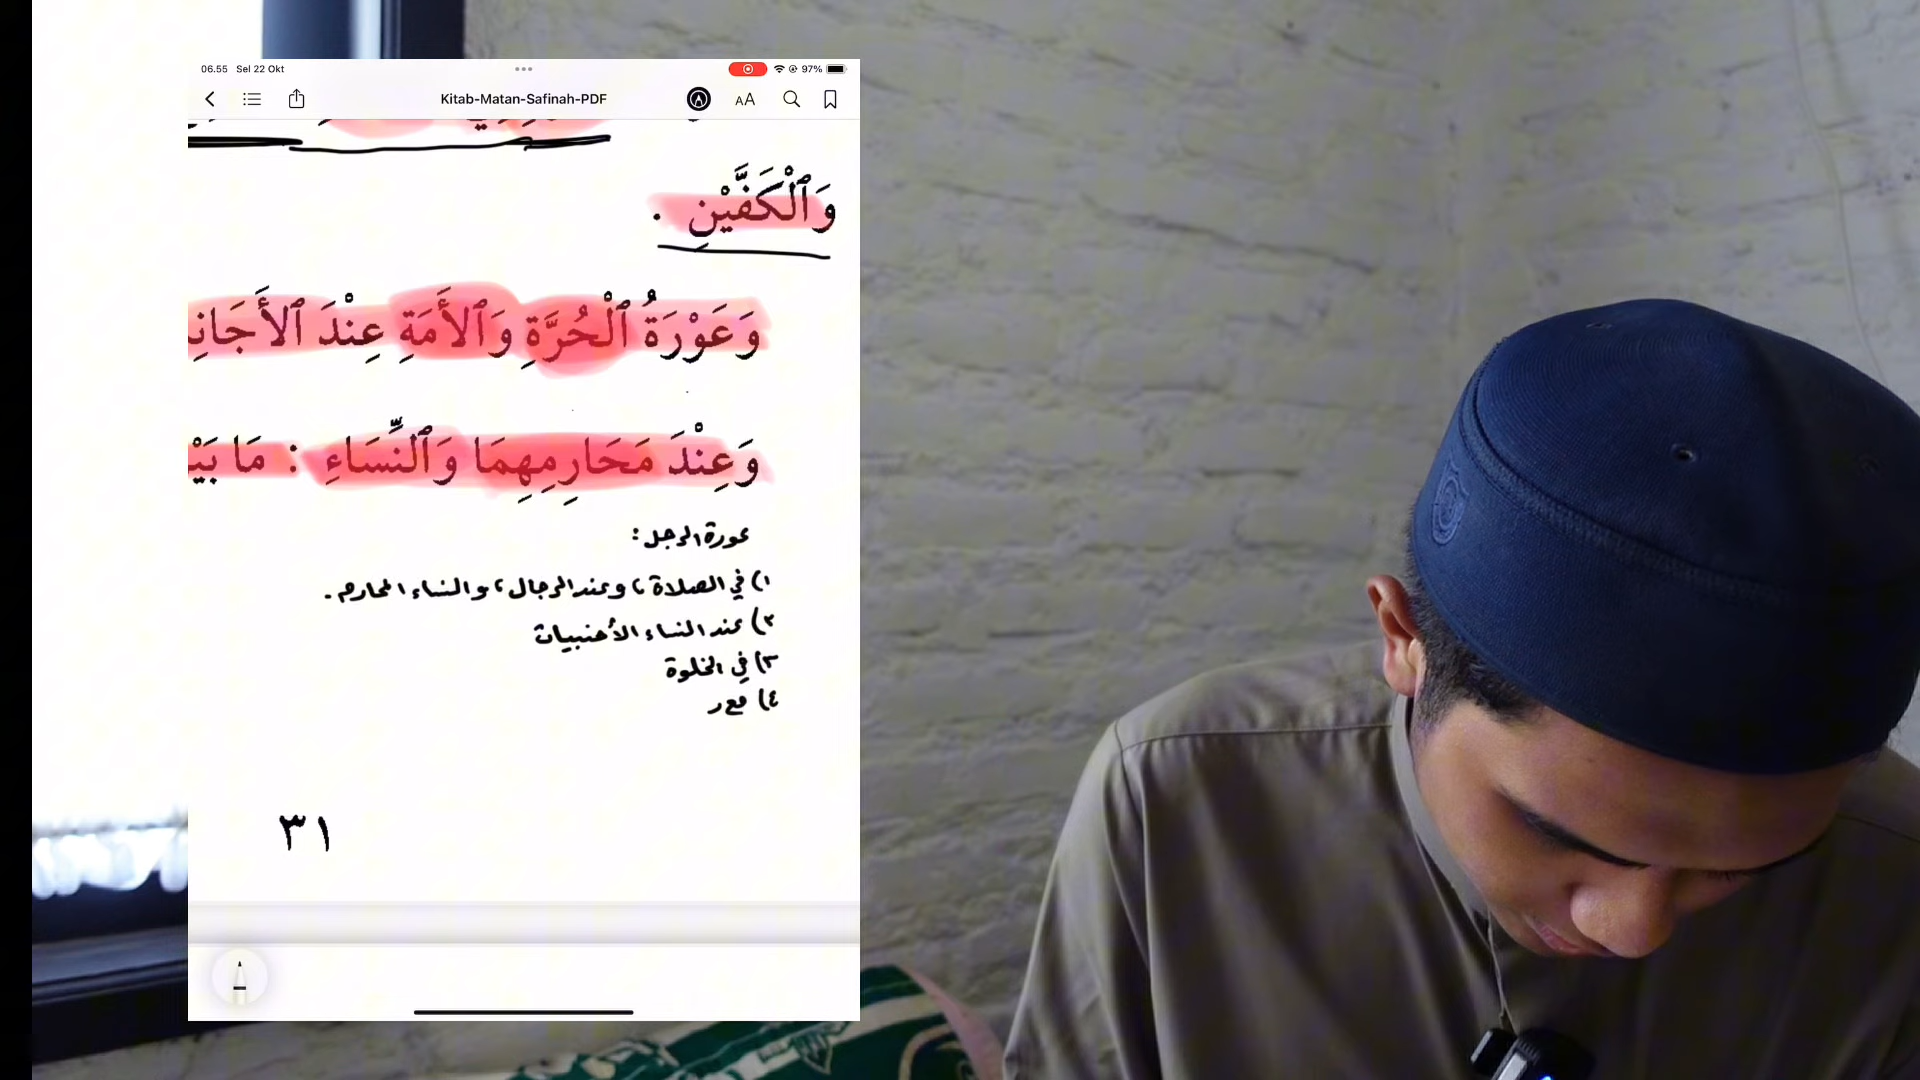 06.55 Sel 22 Okt
97%
Kitab-Matan-Safinah-PDF
AA
وَٱلْكَفَّيْنِ .
وَعَوْرَةُ ٱلْحُرَّةِ وَٱلأَمَةِ عِنْدَ ٱلأَجَانِ
وَعِنْدَ مَحَارِمِهِمَا وَٱلنِّسَاءِ : مَا بَيْ
عورة الرجل :
١) في الصلاة ، وعند الرجال ، والنساء المحارم .
٢) عند النساء الأجنبيات
٣) في الخلوة
٤)
٣١